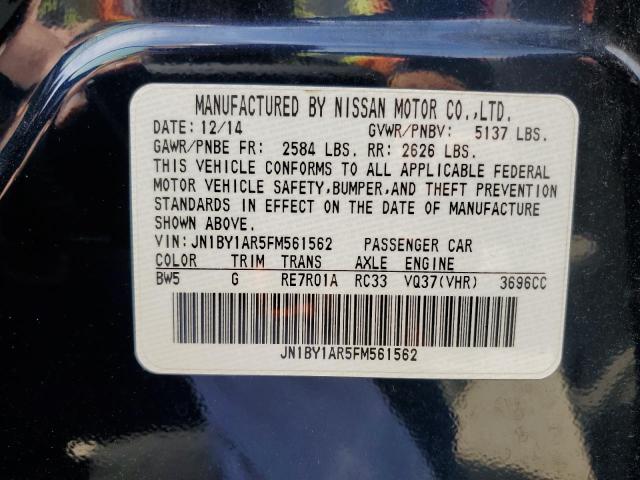 MANUFACTURED BY NISSAN MOTOR CO.,LTD.
DATE: 12/14 GVWR/PNBV: 5137 LBS.
GAWR/PNBE FR: 2584 LBS. RR: 2626 LBS.
THIS VEHICLE CONFORMS TO ALL APPLICABLE FEDERAL
MOTOR VEHICLE SAFETY,BUMPER,AND THEFT PREVENTION
STANDARDS IN EFFECT ON THE DATE OF MANUFACTURE
SHOWN ABOVE.
VIN: JN1BY1AR5FM561562 PASSENGER CAR
COLOR TRIM TRANS AXLE ENGINE
BW5 G RE7R01A RC33 VQ37(VHR) 3696CC
JN1BY1AR5FM561562